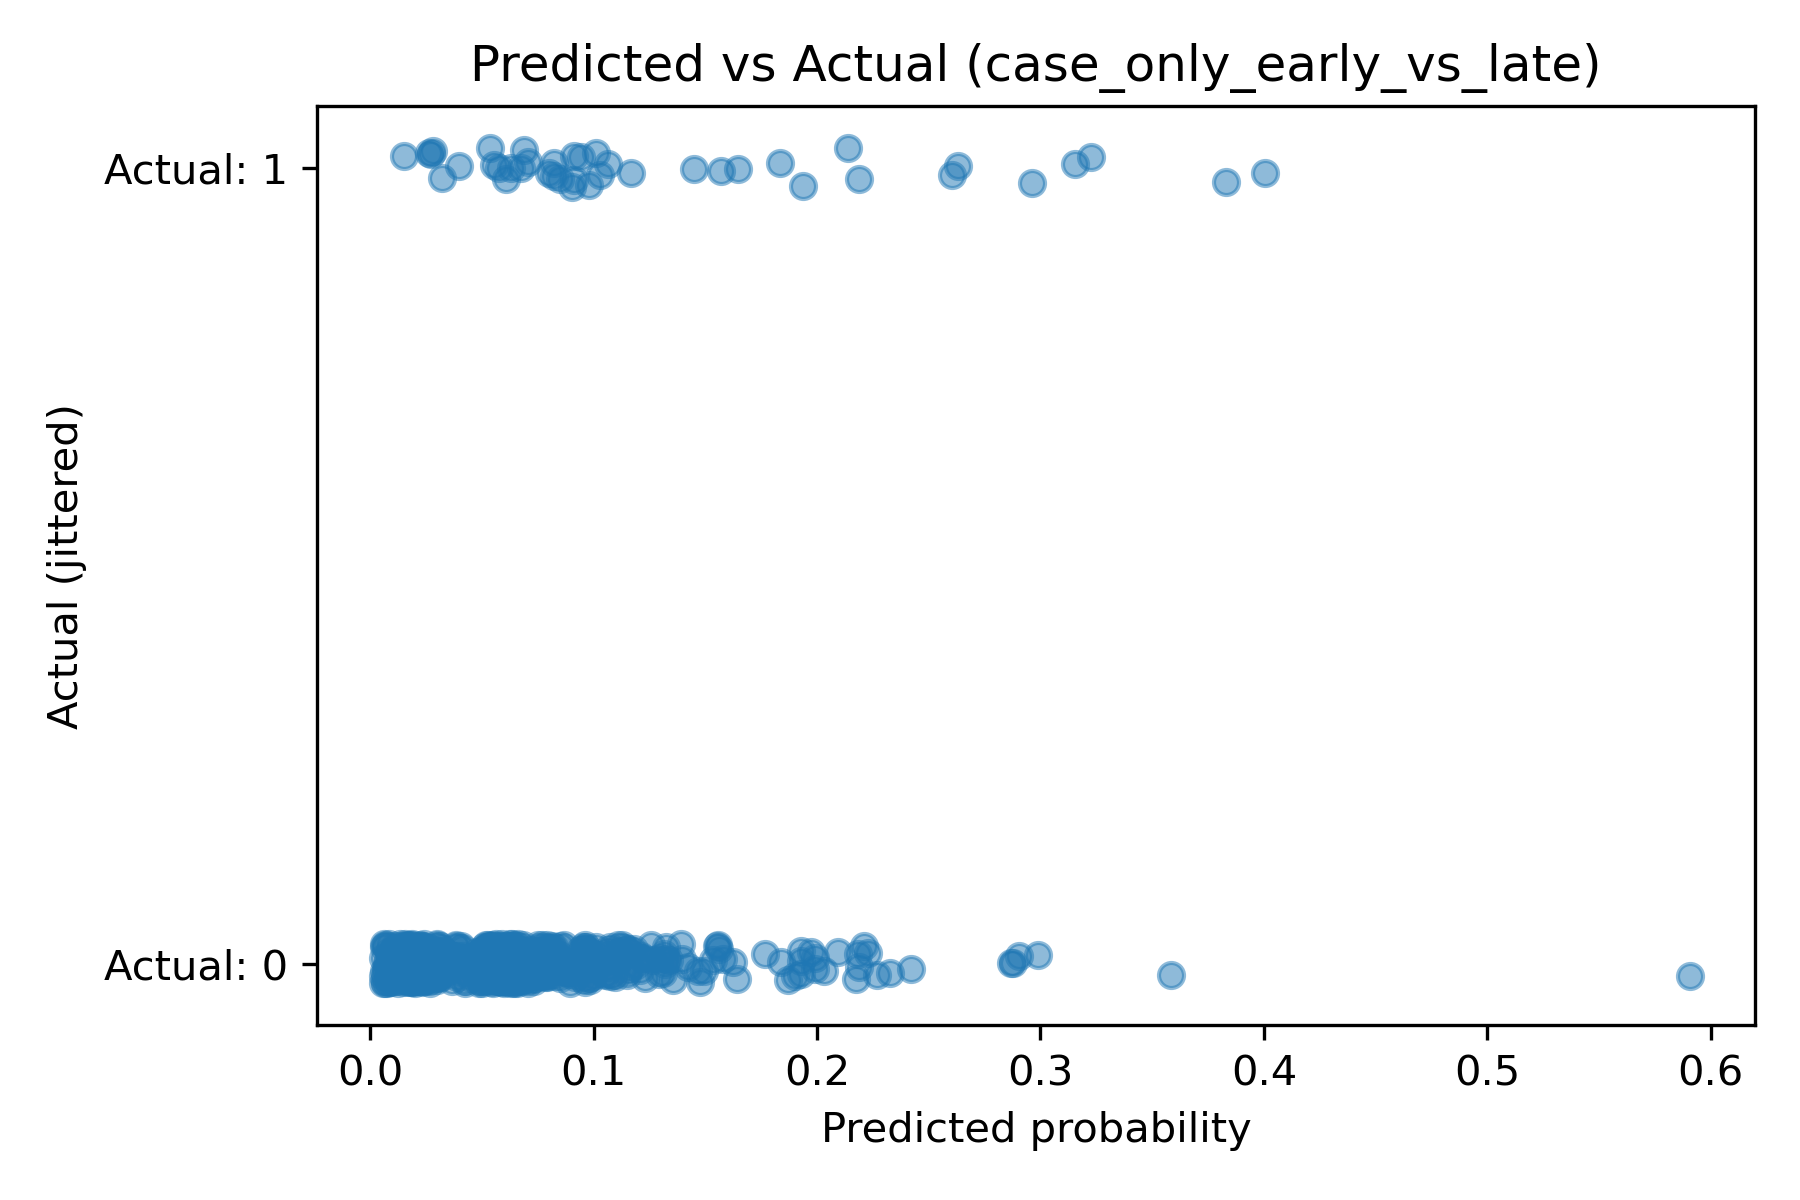 Predicted vs Actual (case_only_early_vs_late)
Actual: 1
Actual (jittered)
Actual: 0
0.0 0.1 0.2 0.3 0.4 0.5 0.6
Predicted probability